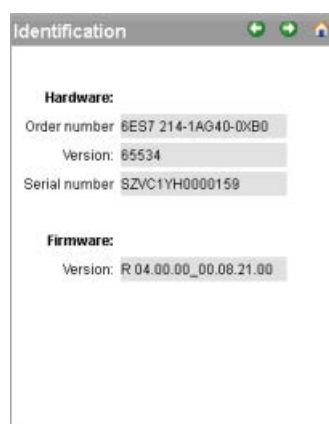 Identification
Hardware:
Order number 6ES7 214-1AG40-0XB0
Version: 65534
Serial number SZVC1YH0000159
Firmware:
Version: R 04.00.00_00.08.21.00